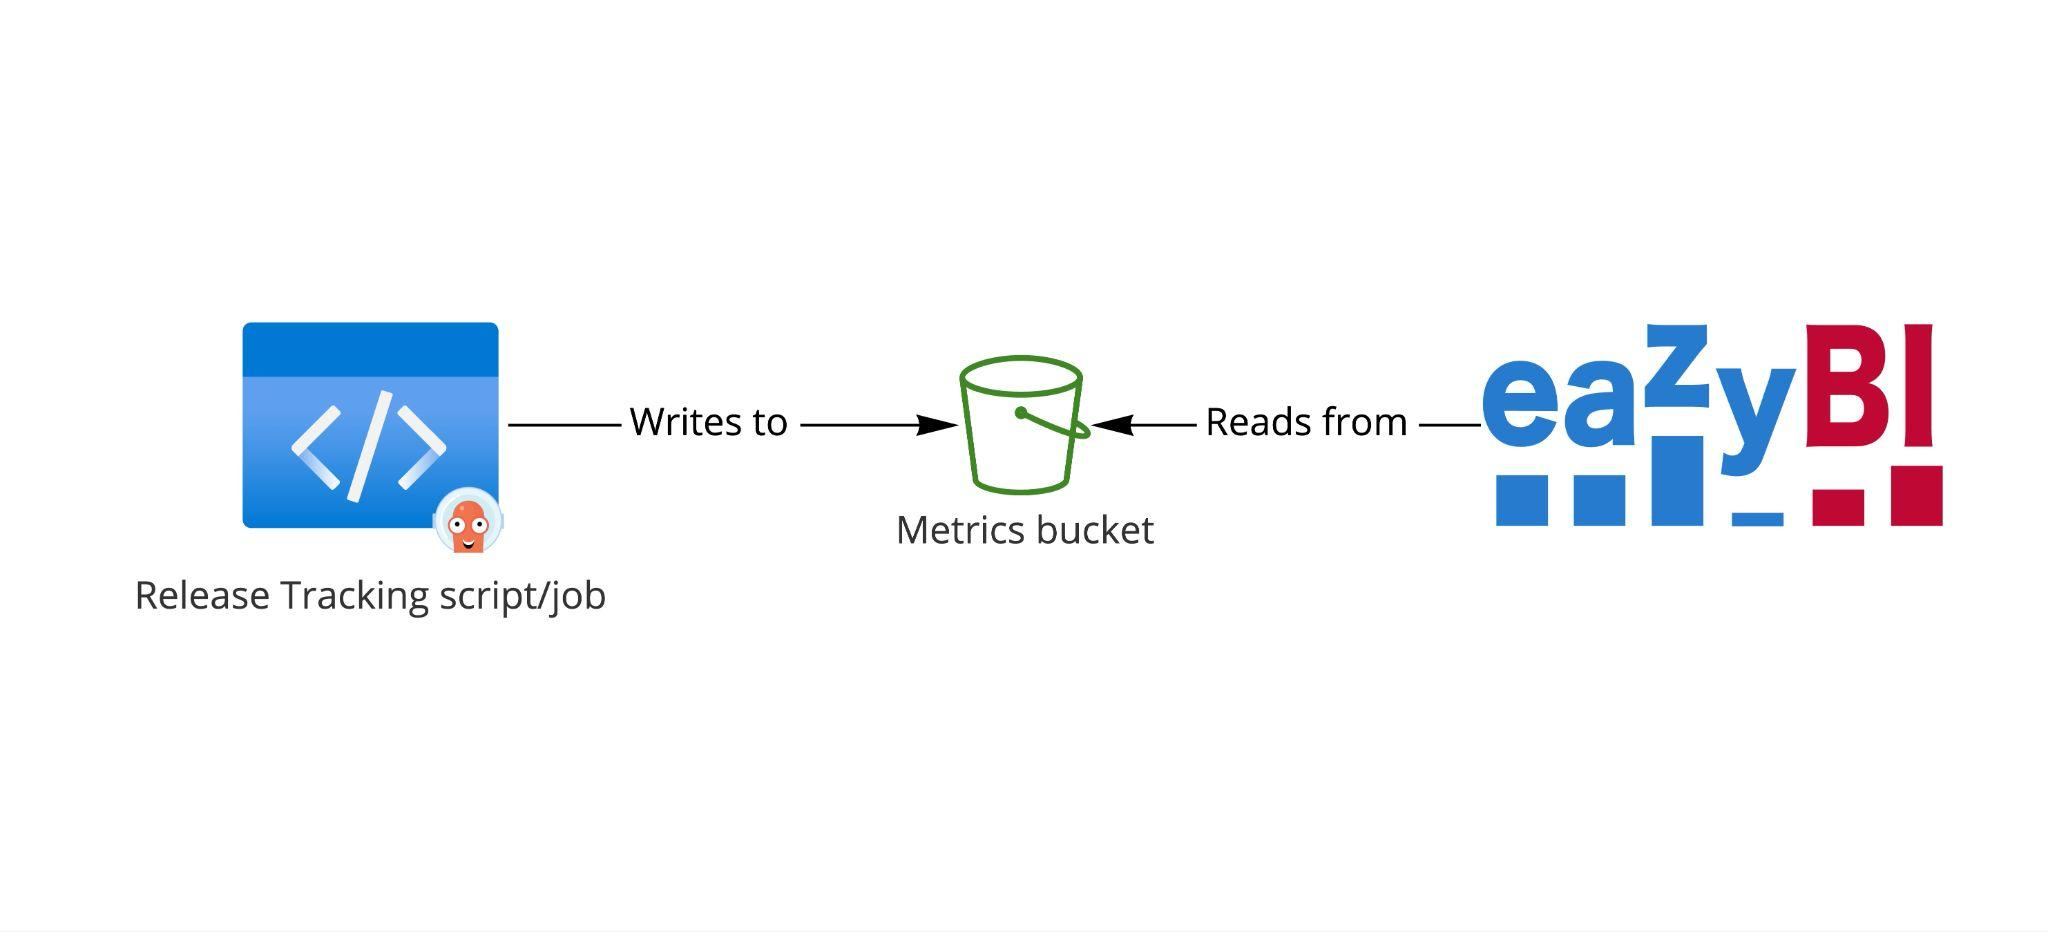 Writes to
Reads from
eazyBI
Metrics bucket
Release Tracking script/job